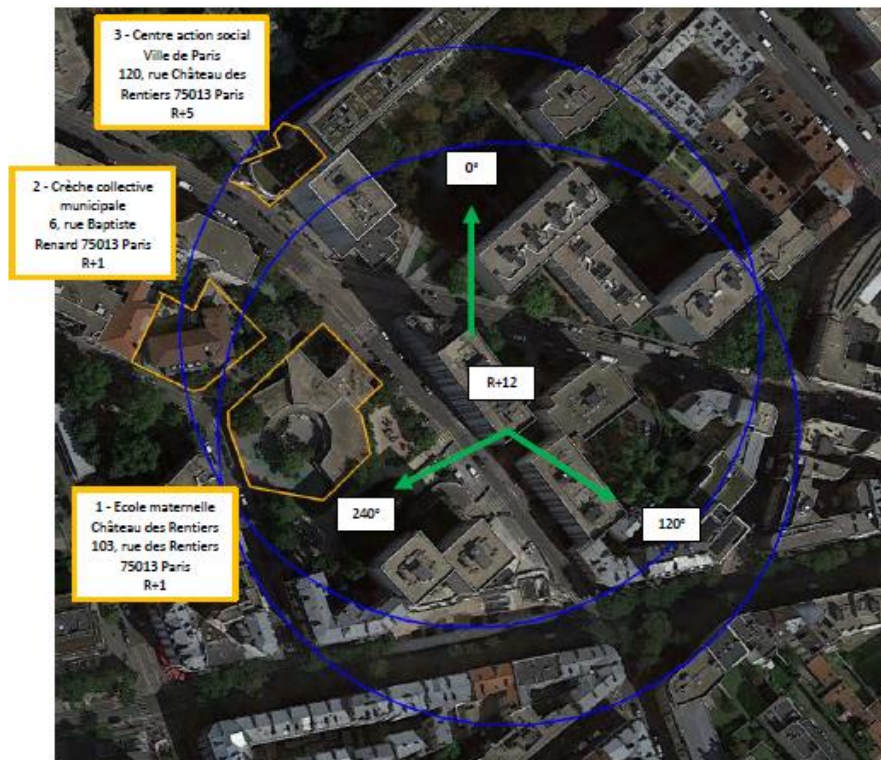 3 - Centre action social
Ville de Paris
120, rue Château des
Rentiers 75013 Paris
R+5
2 - Crèche collective
municipale
6, rue Baptiste
Renard 75013 Paris
R+1
0°
R+12
1 - Ecole maternelle
Château des Rentiers
103, rue des Rentiers
75013 Paris
R+1
240°
120°